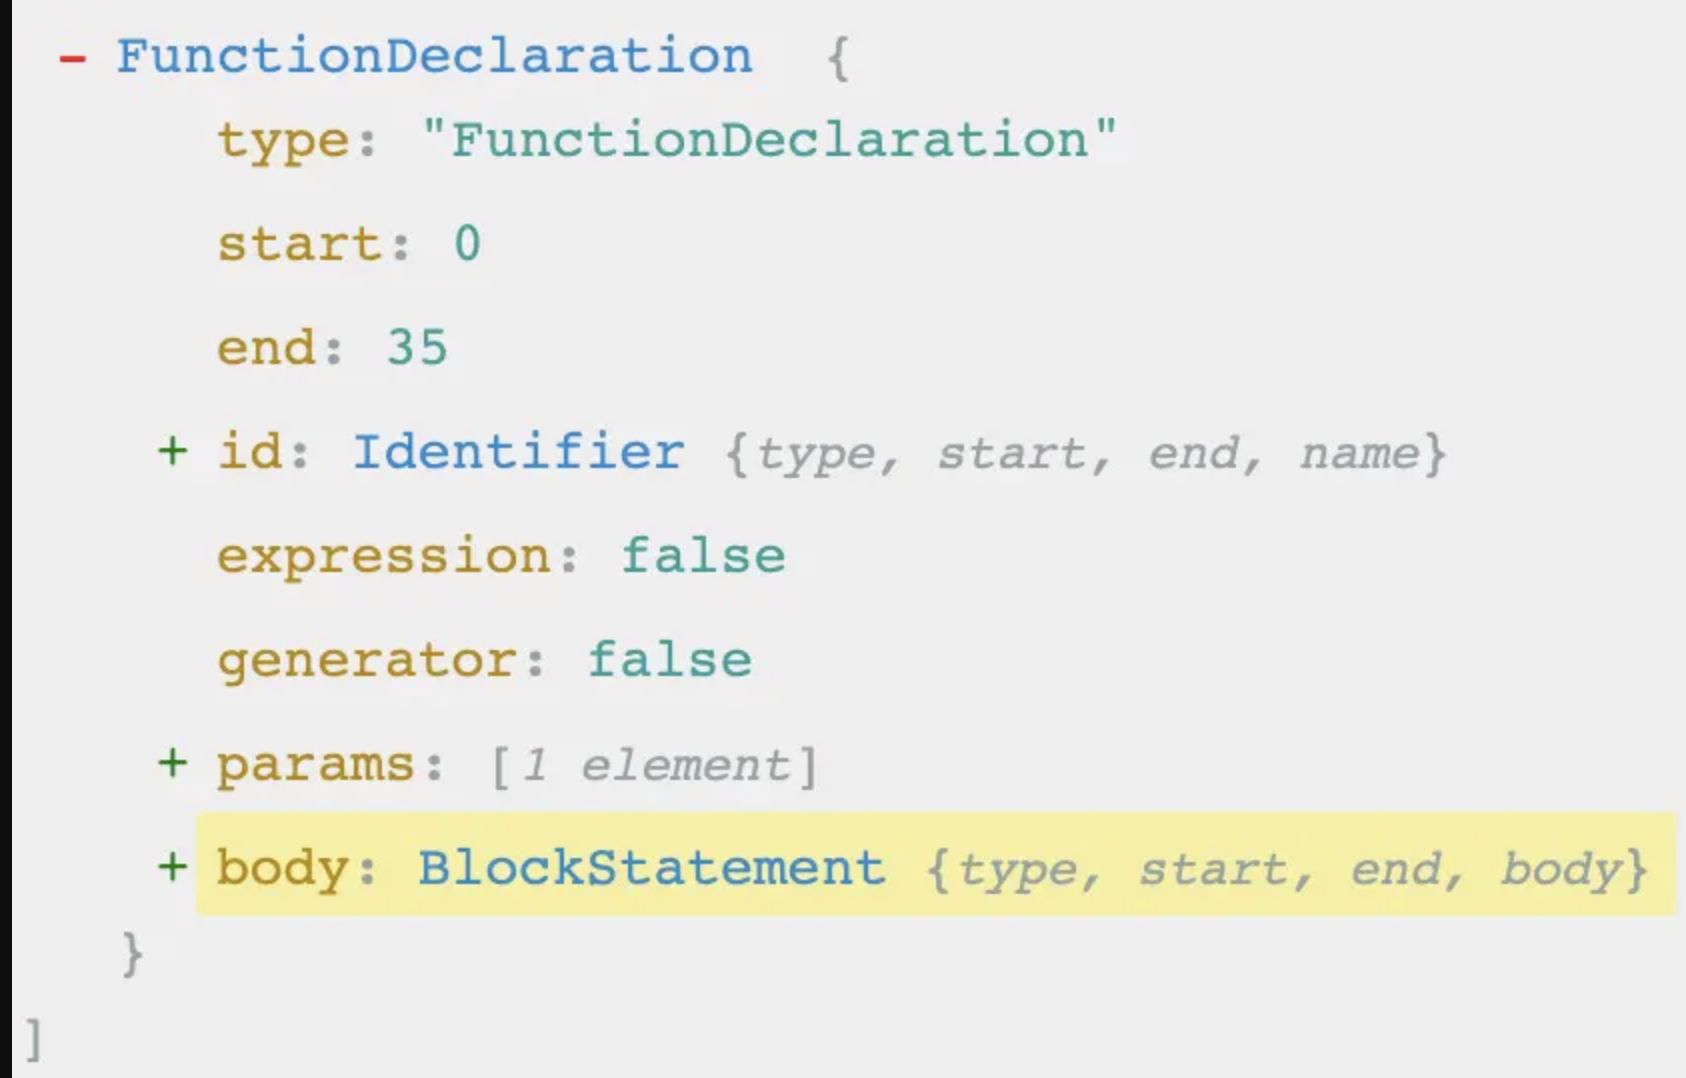 - FunctionDeclaration {
type: "FunctionDeclaration"
start: 0
end: 35
+ id: Identifier {type, start, end, name}
expression: false
generator: false
+ params: [1 element]
+ body: BlockStatement {type, start, end, body}
}
]